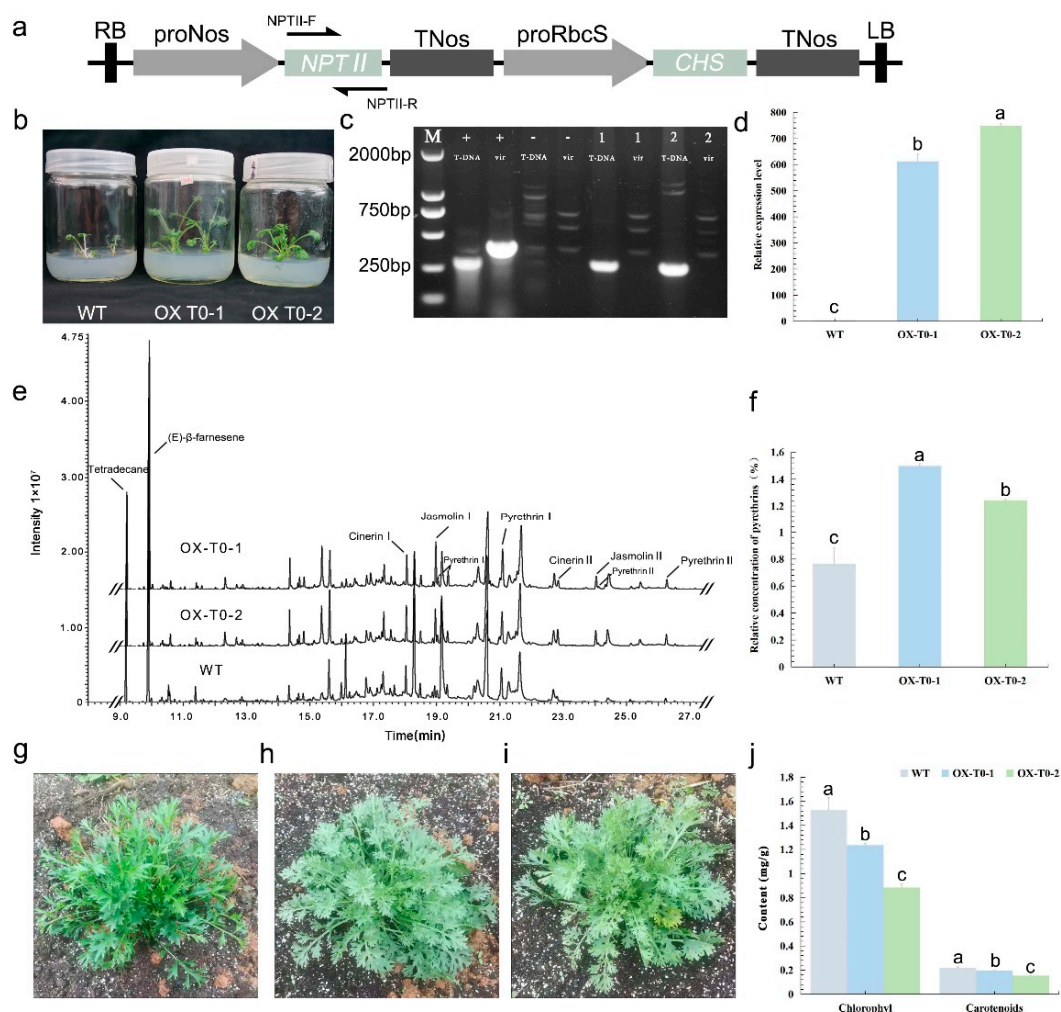 a
RB
proNos
NPTII-F
NPT II
NPTII-R
TNos
proRbcS
CHS
TNos
LB
b
WT
OX T0-1
OX T0-2
c
M + + - - 1 1 2 2
T-DNA vir T-DNA vir T-DNA vir T-DNA vir
2000bp
750bp
250bp
d
Relative expression level
800
700
600
500
400
300
200
100
0
c
b
a
WT OX-T0-1 OX-T0-2
e
Intensity 1×10⁷
4.75
4.00
3.00
2.00
1.00
Tetradecane
(E)-β-farnesene
OX-T0-1
OX-T0-2
WT
Cinerin I
Jasmolin I
Pyrethrin I
Pyrethrin I
Cinerin II
Jasmolin II
Pyrethrin II
Pyrethrin II
9.0 11.0 13.0 15.0 17.0 19.0 21.0 23.0 25.0 27.0
Time(min)
f
Relative concentration of pyrethrins (%)
1.6
1.4
1.2
1
0.8
0.6
0.4
0.2
0
c
a
b
WT OX-T0-1 OX-T0-2
g
h
i
j
WT OX-T0-1 OX-T0-2
Content (mg/g)
1.8
1.6
1.4
1.2
1
0.8
0.6
0.4
0.2
0
a
b
c
a
b
c
Chlorophyl Carotenoids